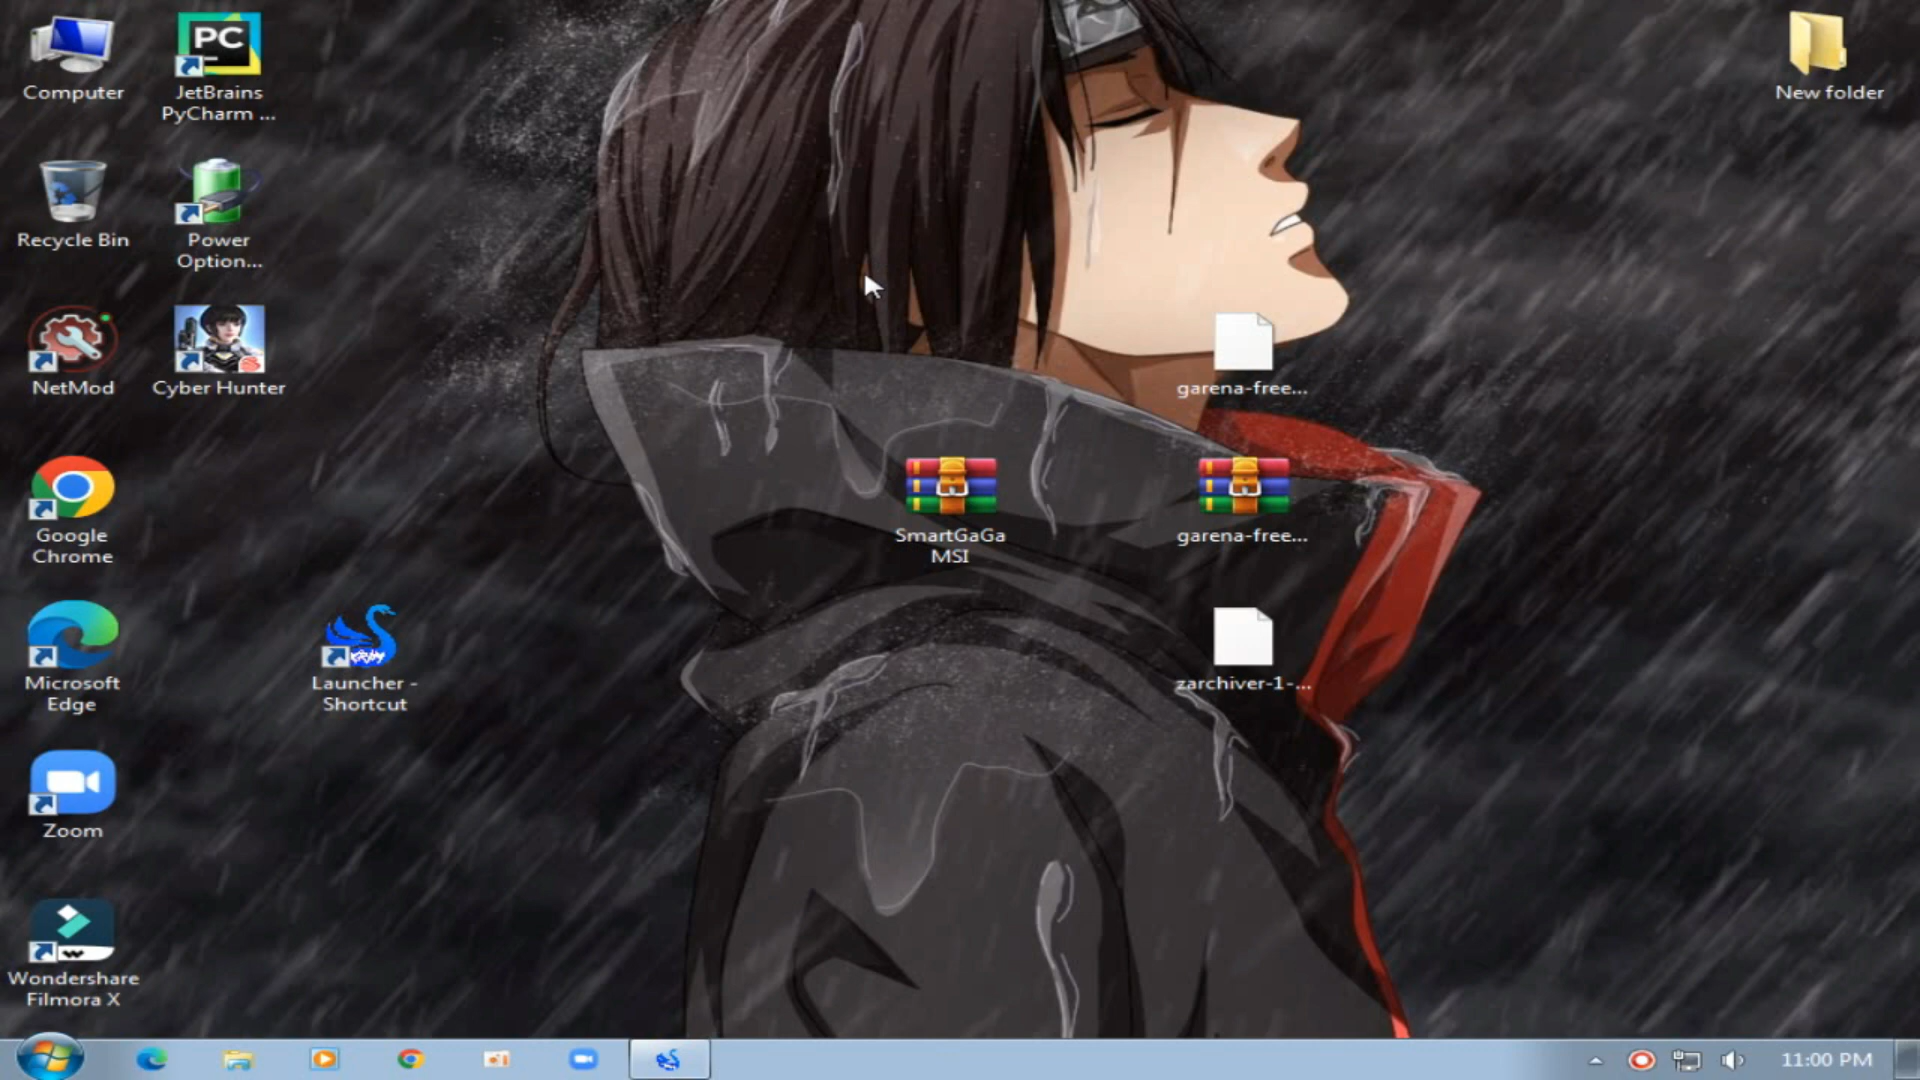 Computer
PC
JetBrains
PyCharm ...
New folder
Recycle Bin
Power
Option...
NetMod
Cyber Hunter
garena-free...
Google
Chrome
SmartGaGa
MSI
garena-free...
Microsoft
Edge
Launcher -
Shortcut
zarchiver-1-...
Zoom
Wondershare
Filmora X
11:00 PM